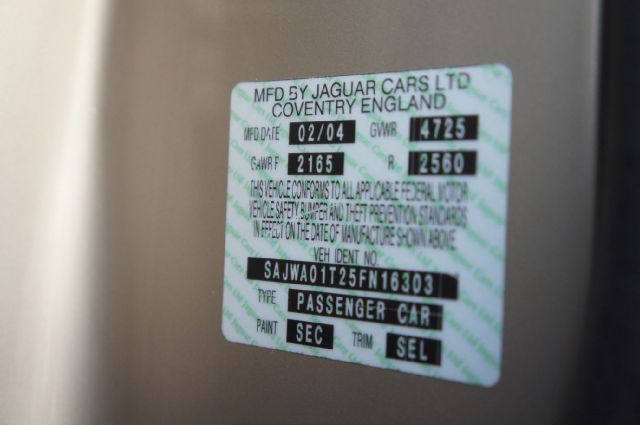 MFD BY JAGUAR CARS LTD
COVENTRY ENGLAND
MFD DATE 02/04 GVWR 4725
GAWR F 2165 R 2560
THIS VEHICLE CONFORMS TO ALL APPLICABLE FEDERAL MOTOR
VEHICLE SAFETY, BUMPER AND THEFT PREVENTION STANDARDS
IN EFFECT ON THE DATE OF MANUFACTURE SHOWN ABOVE.
VEH IDENT NO.
SAJWA01T25FN16303
TYPE PASSENGER CAR
PAINT SEC TRIM SEL